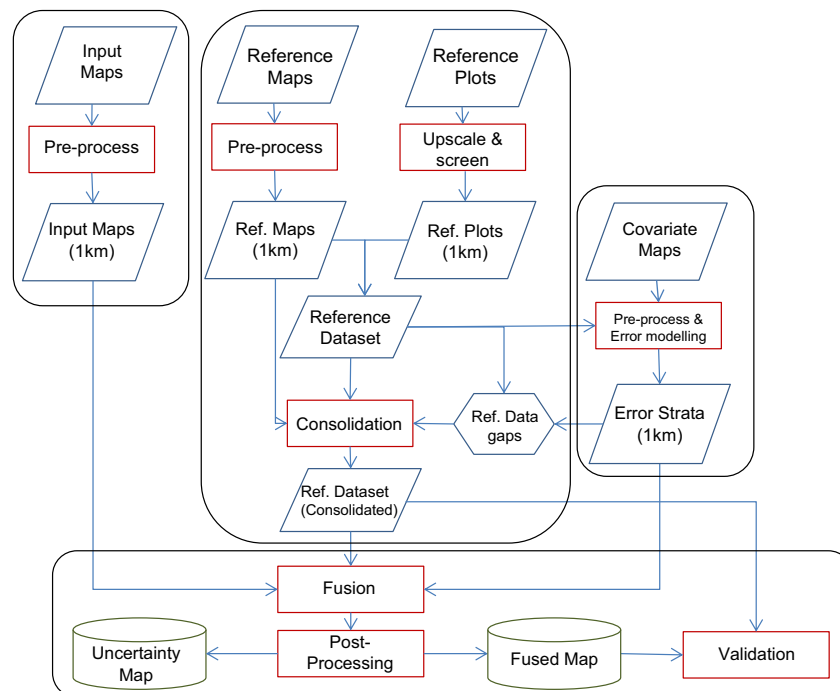 Input
Maps
Reference
Maps
Reference
Plots
Pre-process
Pre-process
Upscale &
screen
Input Maps
(1km)
Ref. Maps
(1km)
Ref. Plots
(1km)
Covariate
Maps
Reference
Dataset
Pre-process &
Error modelling
Consolidation
Ref. Data
gaps
Error Strata
(1km)
Ref. Dataset
(Consolidated)
Fusion
Uncertainty
Map
Post-
Processing
Fused Map
Validation